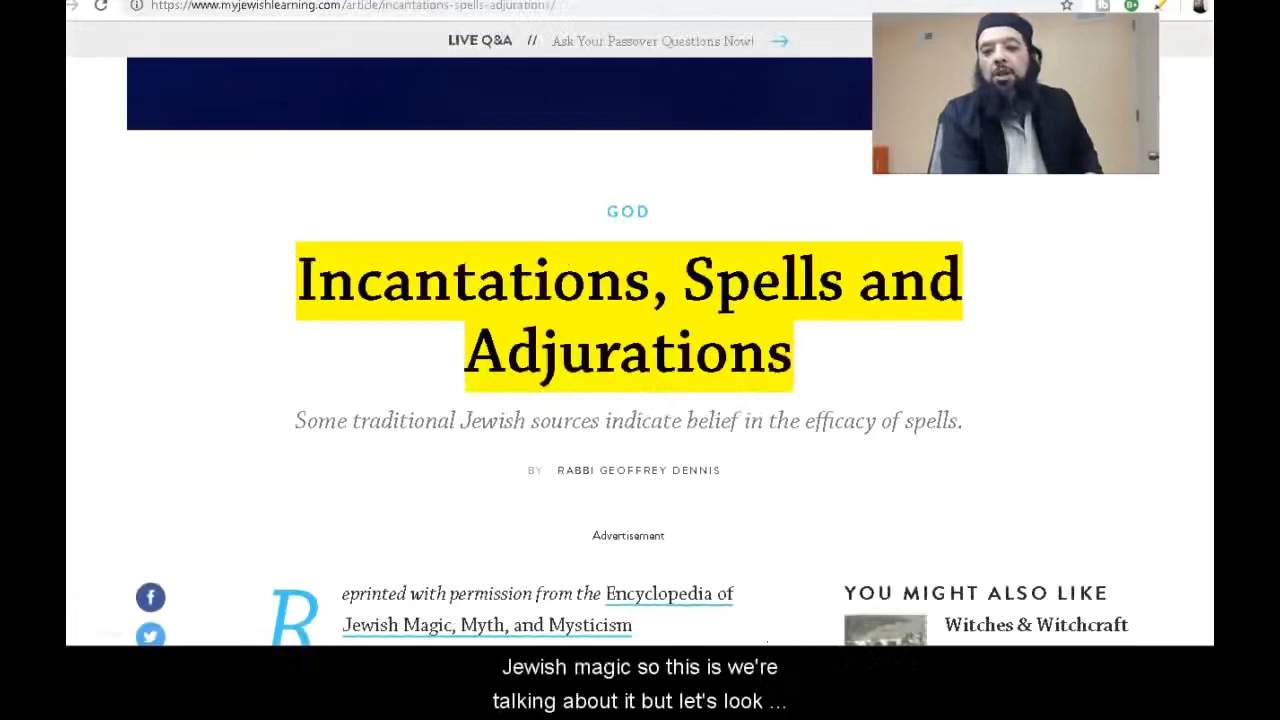 https://www.myjewishlearning.com/article/incantations-spells-adjurations/
LIVE Q&A // Ask Your Passover Questions Now! →
GOD
Incantations, Spells and
Adjurations
Some traditional Jewish sources indicate belief in the efficacy of spells.
BY RABBI GEOFFREY DENNIS
Advertisement
Reprinted with permission from the Encyclopedia of
Jewish Magic, Myth, and Mysticism
YOU MIGHT ALSO LIKE
Witches & Witchcraft
Jewish magic so this is we're
talking about it but let's look ...